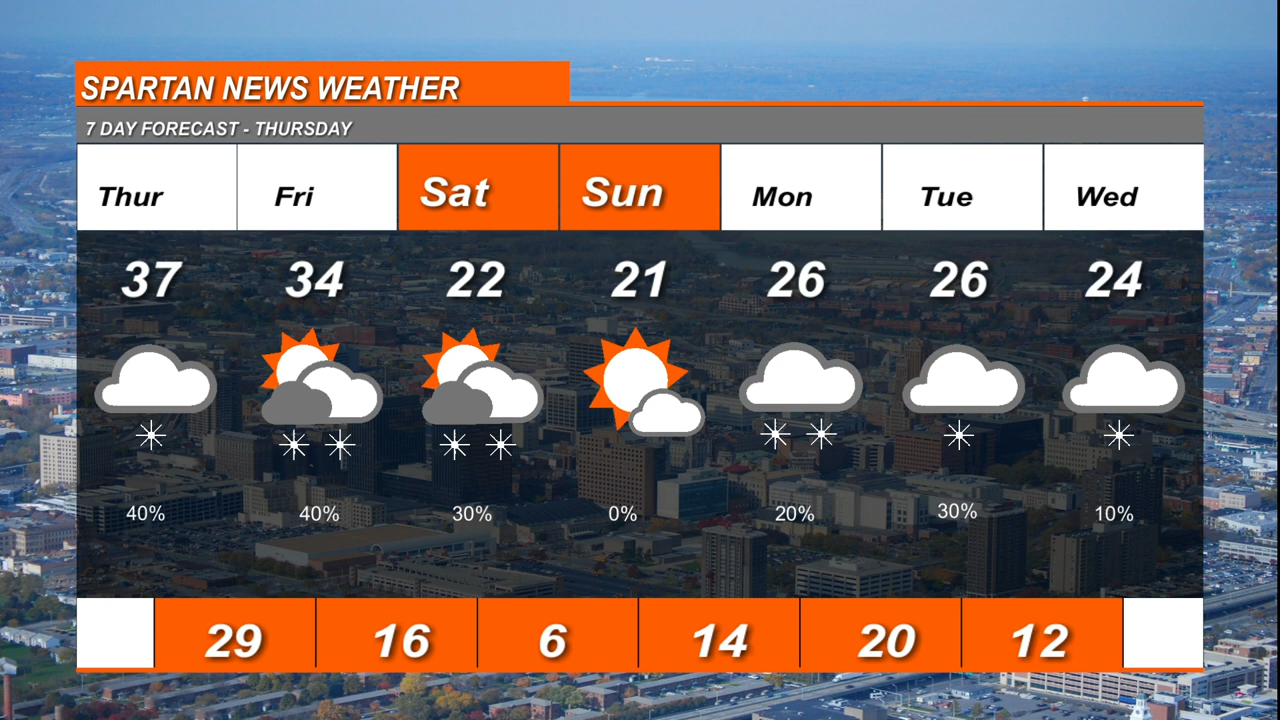 SPARTAN NEWS WEATHER
7 DAY FORECAST - THURSDAY
Thur Fri Sat Sun Mon Tue Wed
37 34 22 21 26 26 24
40% 40% 30% 0% 20% 30% 10%
29 16 6 14 20 12